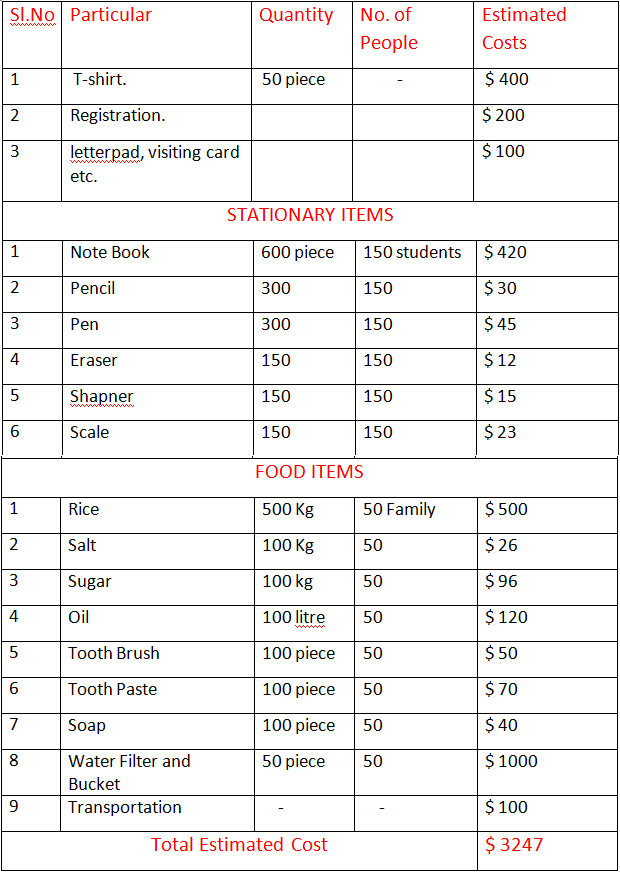 Sl.No Particular Quantity No. of People Estimated Costs
1 T-shirt. 50 piece - $ 400
2 Registration. $ 200
3 letterpad, visiting card etc. $ 100
STATIONARY ITEMS
1 Note Book 600 piece 150 students $ 420
2 Pencil 300 150 $ 30
3 Pen 300 150 $ 45
4 Eraser 150 150 $ 12
5 Shapner 150 150 $ 15
6 Scale 150 150 $ 23
FOOD ITEMS
1 Rice 500 Kg 50 Family $ 500
2 Salt 100 Kg 50 $ 26
3 Sugar 100 kg 50 $ 96
4 Oil 100 litre 50 $ 120
5 Tooth Brush 100 piece 50 $ 50
6 Tooth Paste 100 piece 50 $ 70
7 Soap 100 piece 50 $ 40
8 Water Filter and Bucket 50 piece 50 $ 1000
9 Transportation - - $ 100
Total Estimated Cost $ 3247